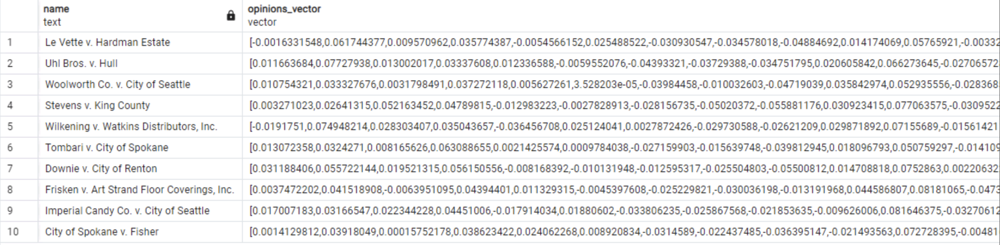 name opinions_vector
text vector
1 Le Vette v. Hardman Estate [-0.0016331548,0.061744377,0.009570962,0.035774387,-0.0054566152,0.025488522,-0.030930547,-0.034578018,-0.04884692,0.014174069,0.05765921,-0.00332
2 Uhl Bros. v. Hull [0.011663684,0.07727938,0.013002017,0.03337608,0.012336588,-0.0059552076,-0.04393321,-0.03729388,-0.034751795,0.020605842,0.066273645,-0.02706572
3 Woolworth Co. v. City of Seattle [0.010754321,0.033327676,0.0031798491,0.037272118,0.005627261,3.528203e-05,-0.03984458,-0.010032603,-0.04719039,0.035842974,0.052935556,-0.028368
4 Stevens v. King County [0.003271023,0.02641315,0.052163452,0.04789815,-0.012983223,-0.0027828913,-0.028156735,-0.05020372,-0.055881176,0.030923415,0.077063575,-0.0309522
5 Wilkening v. Watkins Distributors, Inc. [-0.0191751,0.074948214,0.028303407,0.035043657,-0.036456708,0.025124041,0.0027872426,-0.029730588,-0.02621209,0.029871892,0.07155689,-0.01561421
6 Tombari v. City of Spokane [0.013072358,0.0324271,0.008165626,0.063088655,0.0021425574,0.0009784038,-0.027159903,-0.015639748,-0.039812945,0.018096793,0.050759297,-0.014109
7 Downie v. City of Renton [0.031188406,0.055722144,0.019521315,0.056150556,-0.008168392,-0.010131948,-0.012595317,-0.025504803,-0.05500812,0.014708818,0.0752863,0.00220632
8 Frisken v. Art Strand Floor Coverings, Inc. [0.0037472202,0.041518908,-0.0063951095,0.04394401,0.011329315,-0.0045397608,-0.025229821,-0.030036198,-0.013191968,0.044586807,0.08181065,-0.0473
9 Imperial Candy Co. v. City of Seattle [0.017007183,0.03166547,0.022344228,0.04451006,-0.017914034,0.01880602,-0.033806235,-0.025867568,-0.021853635,-0.009626006,0.081646375,-0.03270612
10 City of Spokane v. Fisher [0.0014129812,0.03918049,0.00015752178,0.038623422,0.024062268,0.008920834,-0.0314589,-0.022437485,-0.036395147,-0.021493563,0.072728395,-0.00481